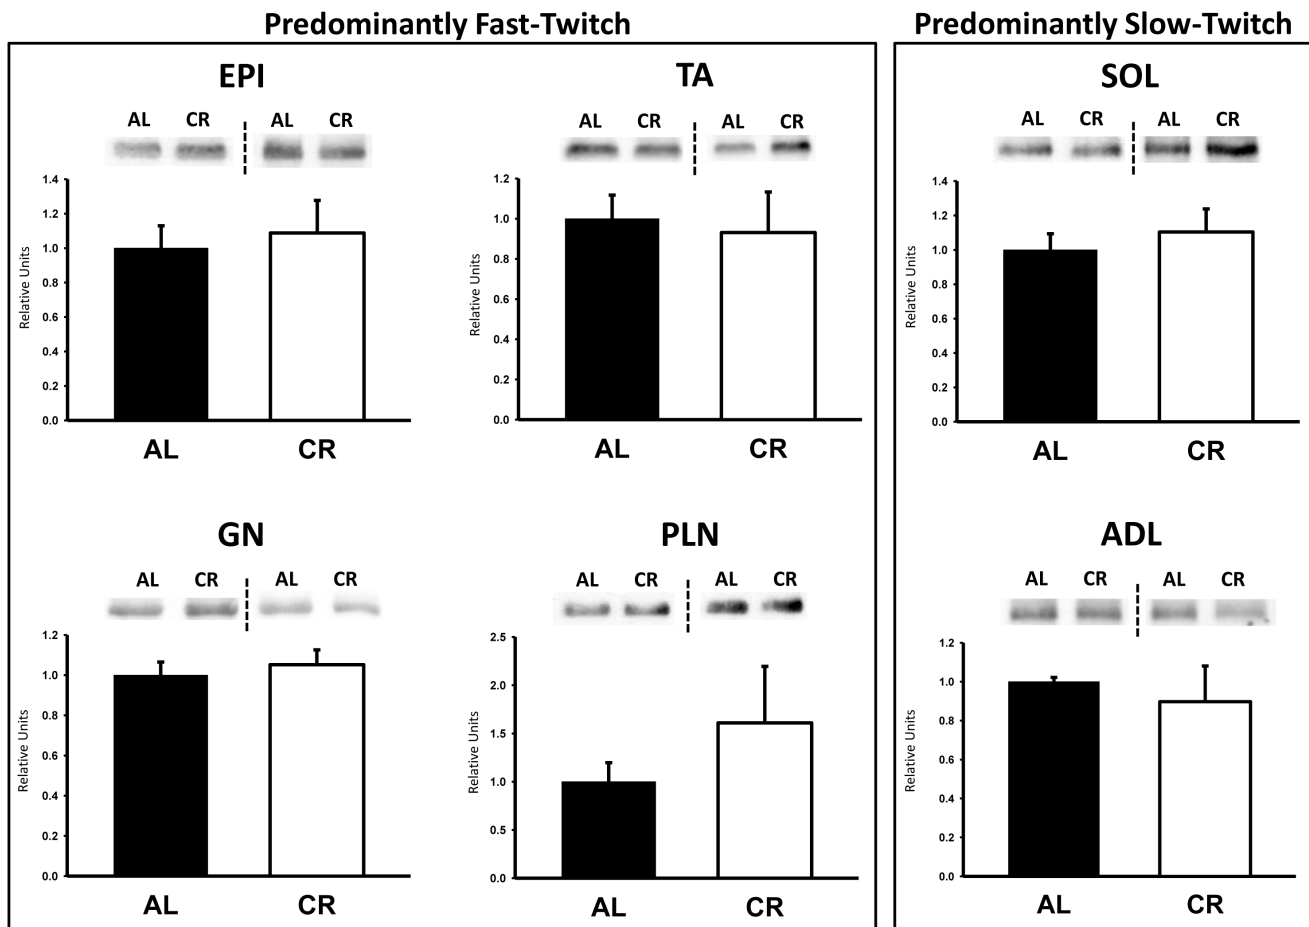 Predominantly Fast-Twitch
Predominantly Slow-Twitch
EPI
AL CR AL CR
1.4
1.2
1.0
0.8
0.6
0.4
0.2
0.0
Relative Units
AL CR
TA
AL CR AL CR
1.2
1.0
0.8
0.6
0.4
0.2
0.0
Relative Units
AL CR
SOL
AL CR AL CR
1.4
1.2
1.0
0.8
0.6
0.4
0.2
0.0
Relative Units
AL CR
GN
AL CR AL CR
1.2
1.0
0.8
0.6
0.4
0.2
0.0
Relative Units
AL CR
PLN
AL CR AL CR
2.5
2.0
1.5
1.0
0.5
0.0
Relative Units
AL CR
ADL
AL CR AL CR
1.2
1.0
0.8
0.6
0.4
0.2
0.0
Relative Units
AL CR